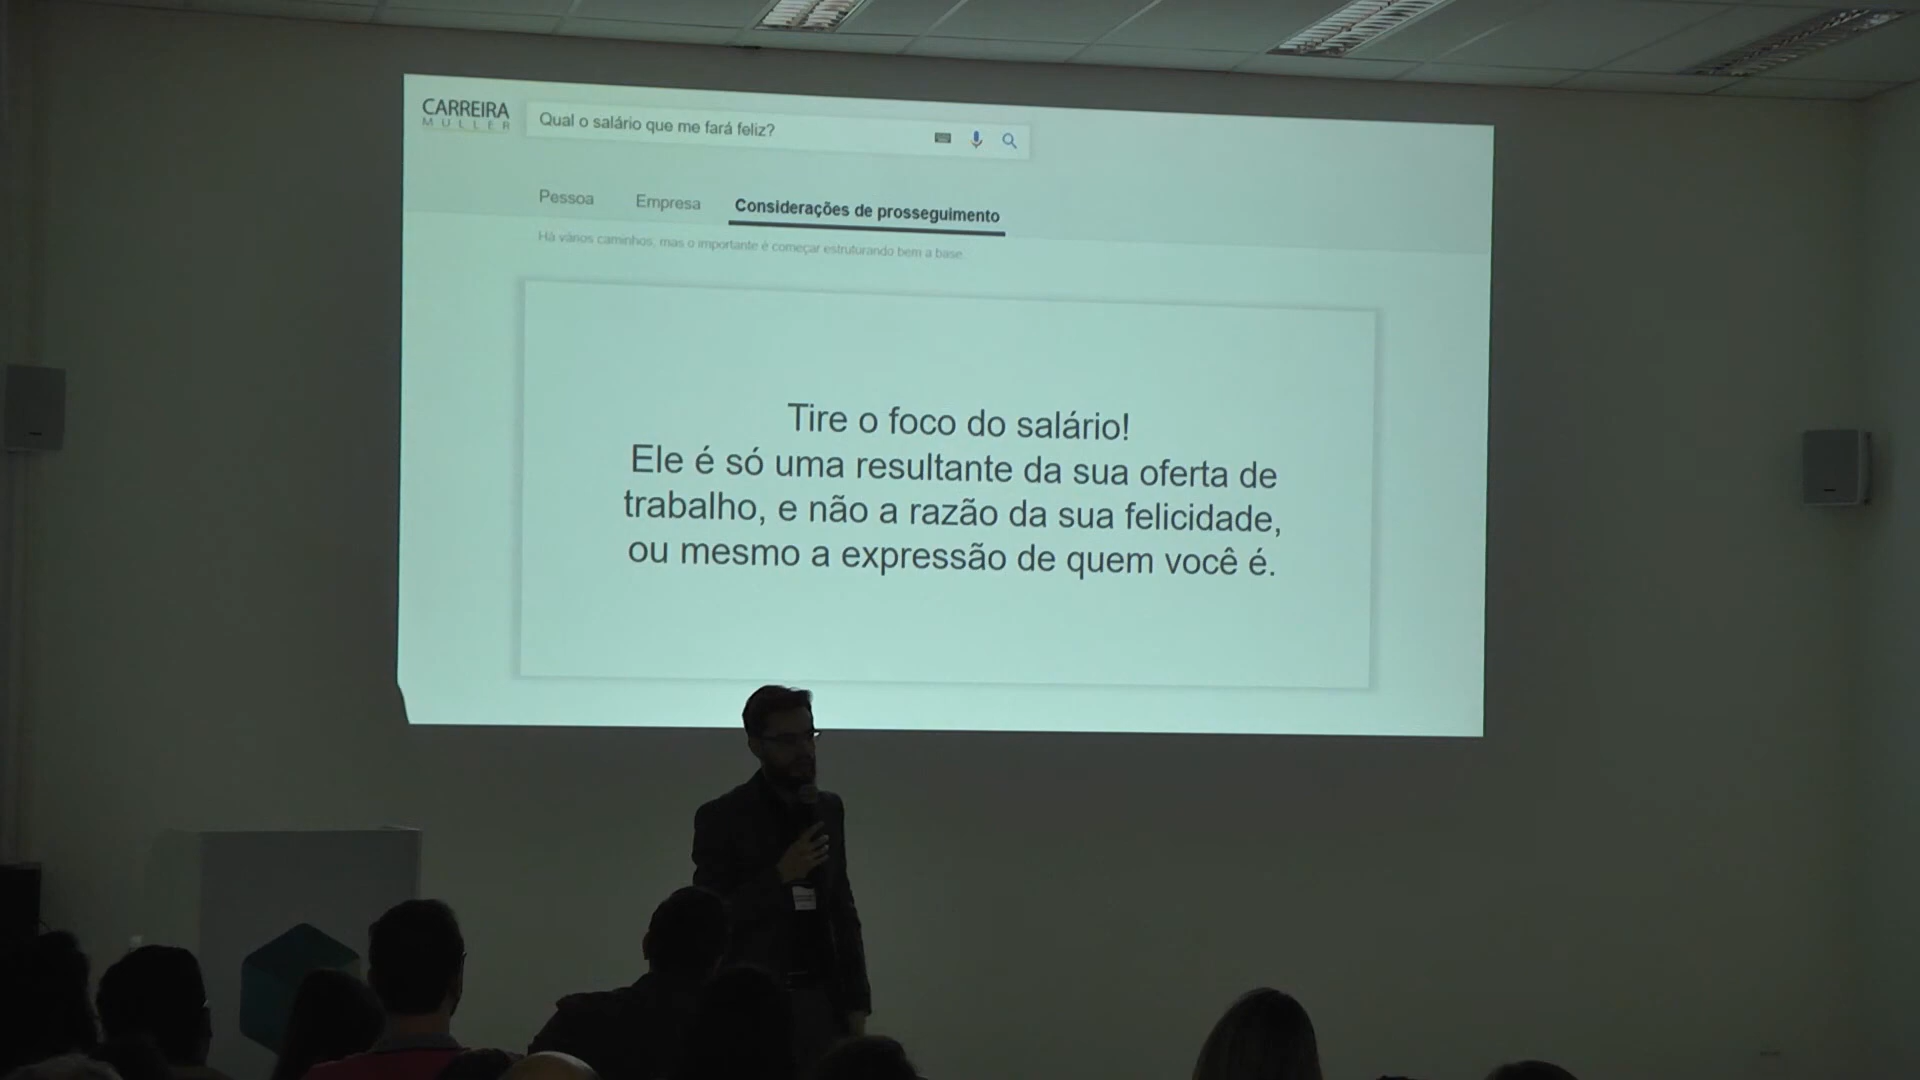 CARREIRA
MULLER
Qual o salário que me fará feliz?
Pessoa Empresa Considerações de prosseguimento
Há vários caminhos, mas o importante é começar estruturando bem a base.
Tire o foco do salário!
Ele é só uma resultante da sua oferta de
trabalho, e não a razão da sua felicidade,
ou mesmo a expressão de quem você é.